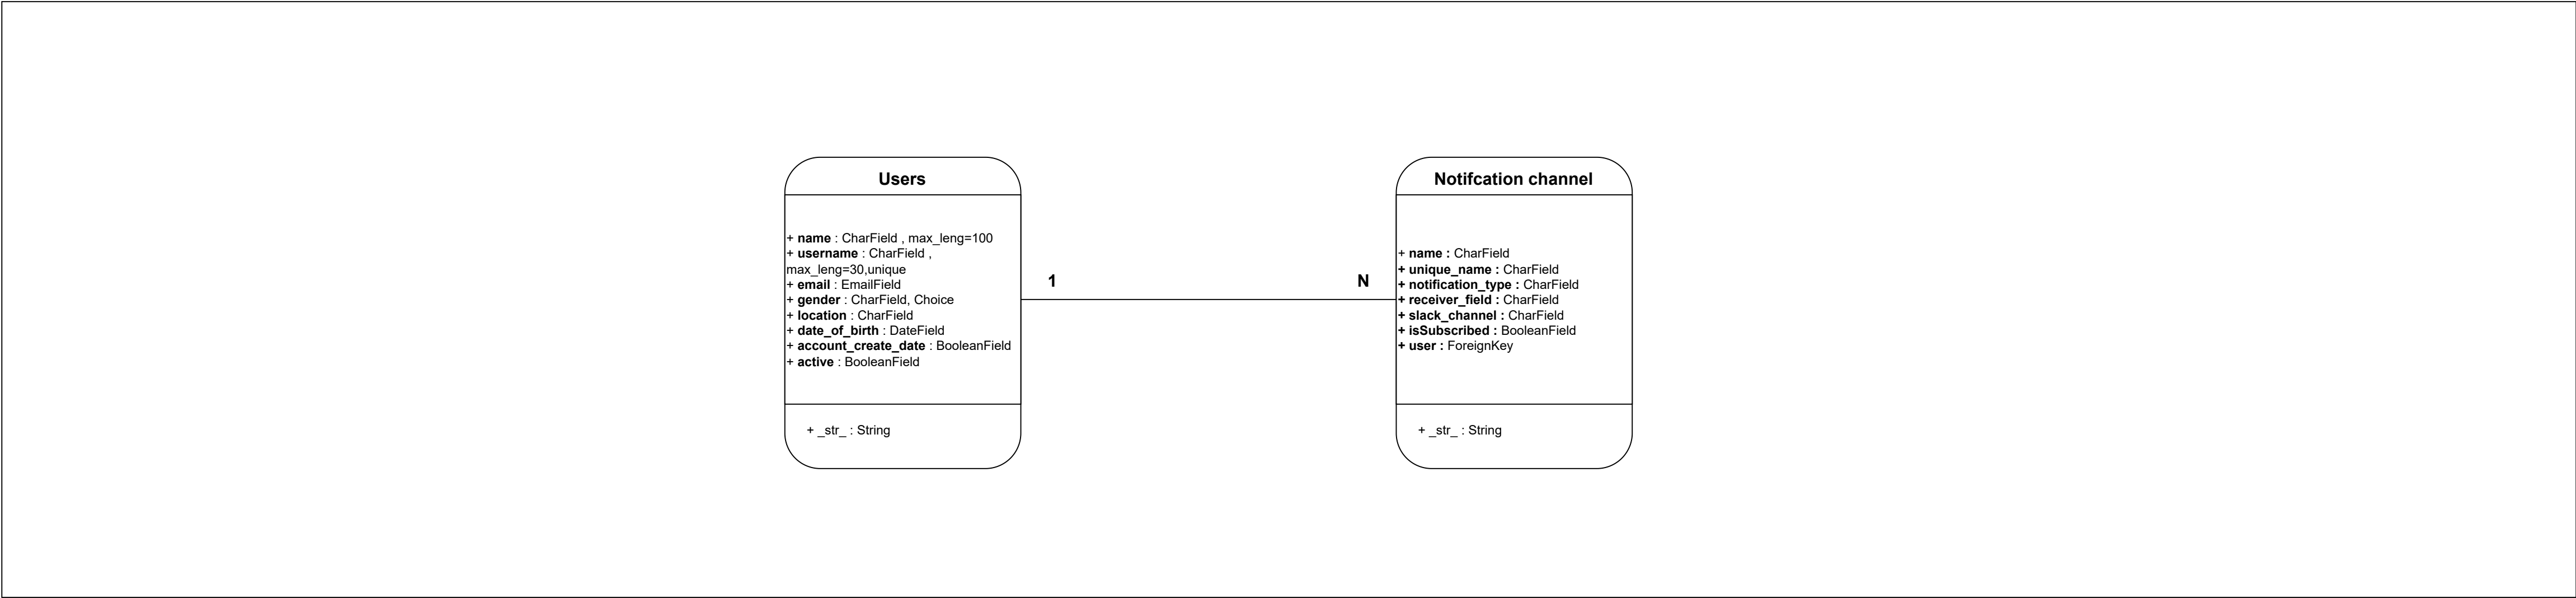 Users
+ name : CharField , max_leng=100
+ username : CharField ,
max_leng=30,unique
+ email : EmailField
+ gender : CharField, Choice
+ location : CharField
+ date_of_birth : DateField
+ account_create_date : BooleanField
+ active : BooleanField
+ _str_ : String
1
N
Notifcation channel
+ name : CharField
+ unique_name : CharField
+ notification_type : CharField
+ receiver_field : CharField
+ slack_channel : CharField
+ isSubscribed : BooleanField
+ user : ForeignKey
+ _str_ : String